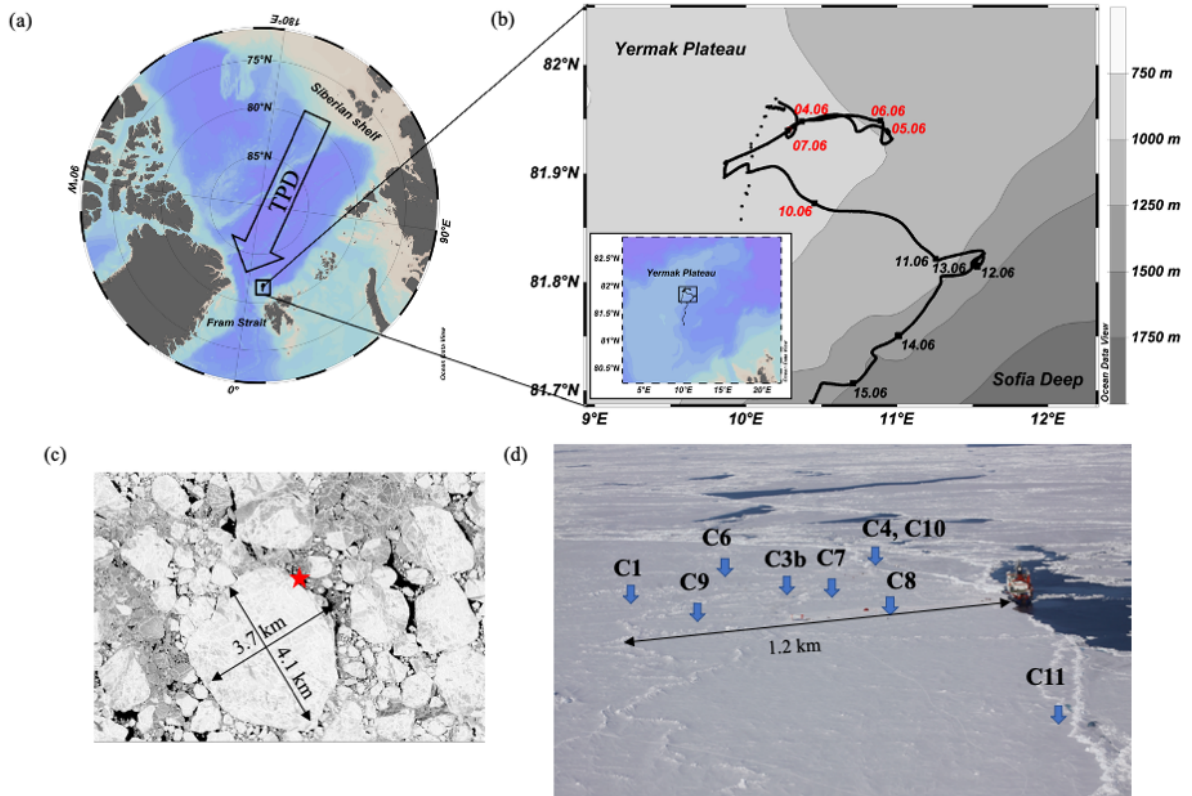 (a)
180°E
75°N
80°N
85°N
Siberian shelf
TPD
90°W
90°E
Fram Strait
0°
Ocean Data View
(b)
Yermak Plateau
82°N
81.9°N
81.8°N
81.7°N
04.06
06.06
05.06
07.06
10.06
11.06
13.06
12.06
14.06
15.06
Sofia Deep
9°E
10°E
11°E
12°E
750 m
1000 m
1250 m
1500 m
1750 m
Ocean Data View
Yermak Plateau
82.5°N
82°N
81.5°N
81°N
80.5°N
5°E
10°E
15°E
20°E
(c)
3.7 km
4.1 km
(d)
C1
C6
C9
C3b
C7
C4, C10
C8
1.2 km
C11